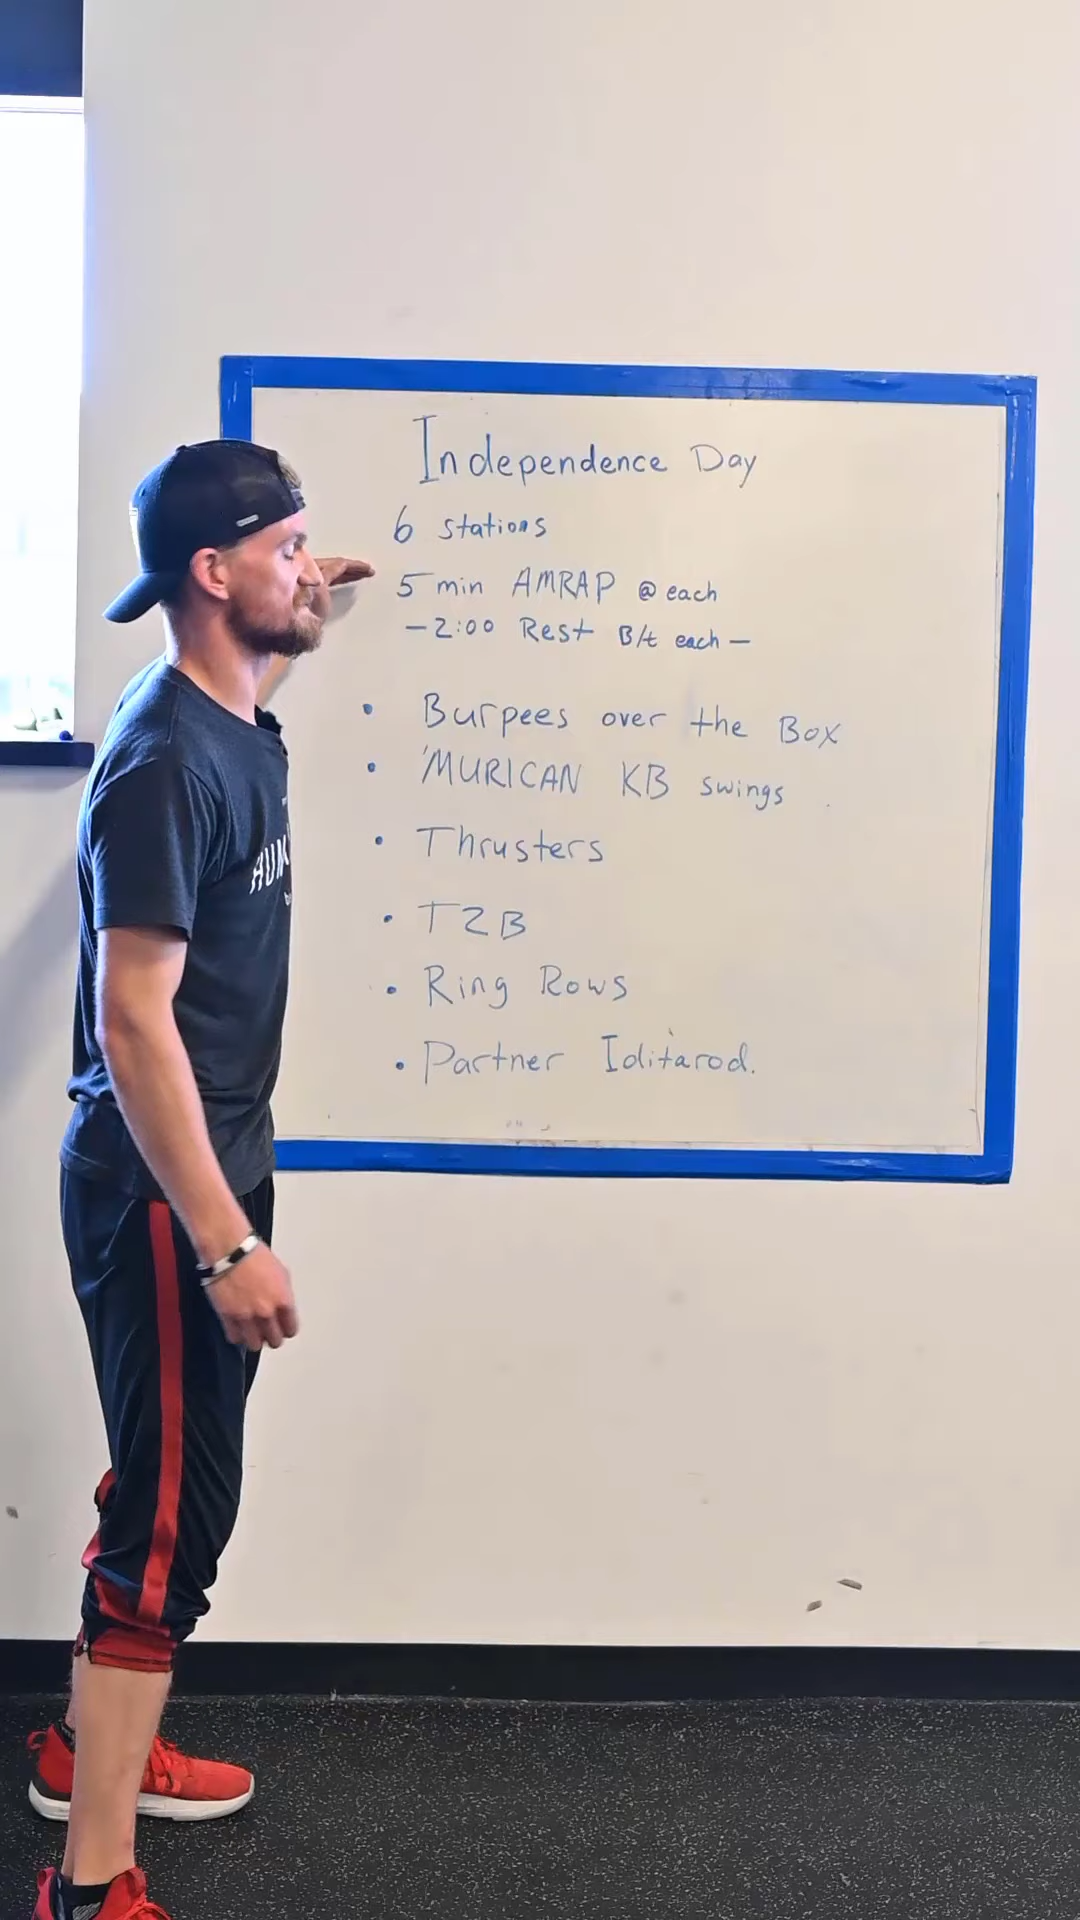 Independence Day
6 stations
5 min AMRAP @ each
- 2:00 Rest B/t each -
• Burpees over the Box
• 'MURICAN KB swings
• Thrusters
• T2B
• Ring Rows
• Partner Iditarod.